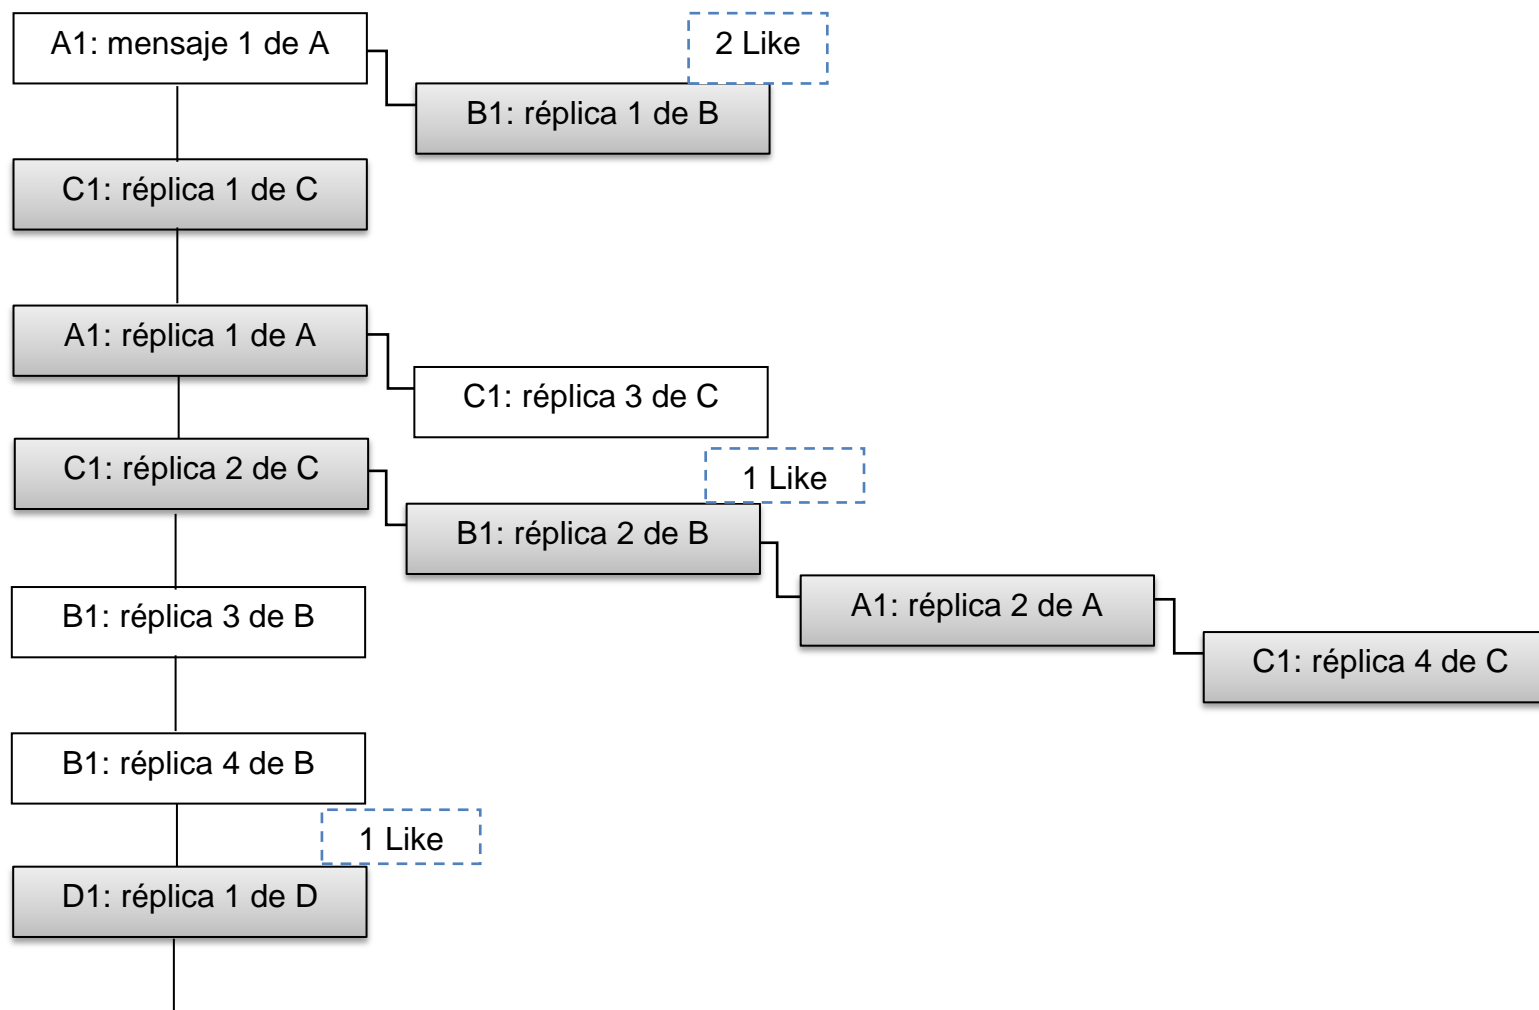 A1: mensaje 1 de A
2 Like
B1: réplica 1 de B
C1: réplica 1 de C
A1: réplica 1 de A
C1: réplica 3 de C
C1: réplica 2 de C
1 Like
B1: réplica 2 de B
A1: réplica 2 de A
C1: réplica 4 de C
B1: réplica 3 de B
B1: réplica 4 de B
1 Like
D1: réplica 1 de D